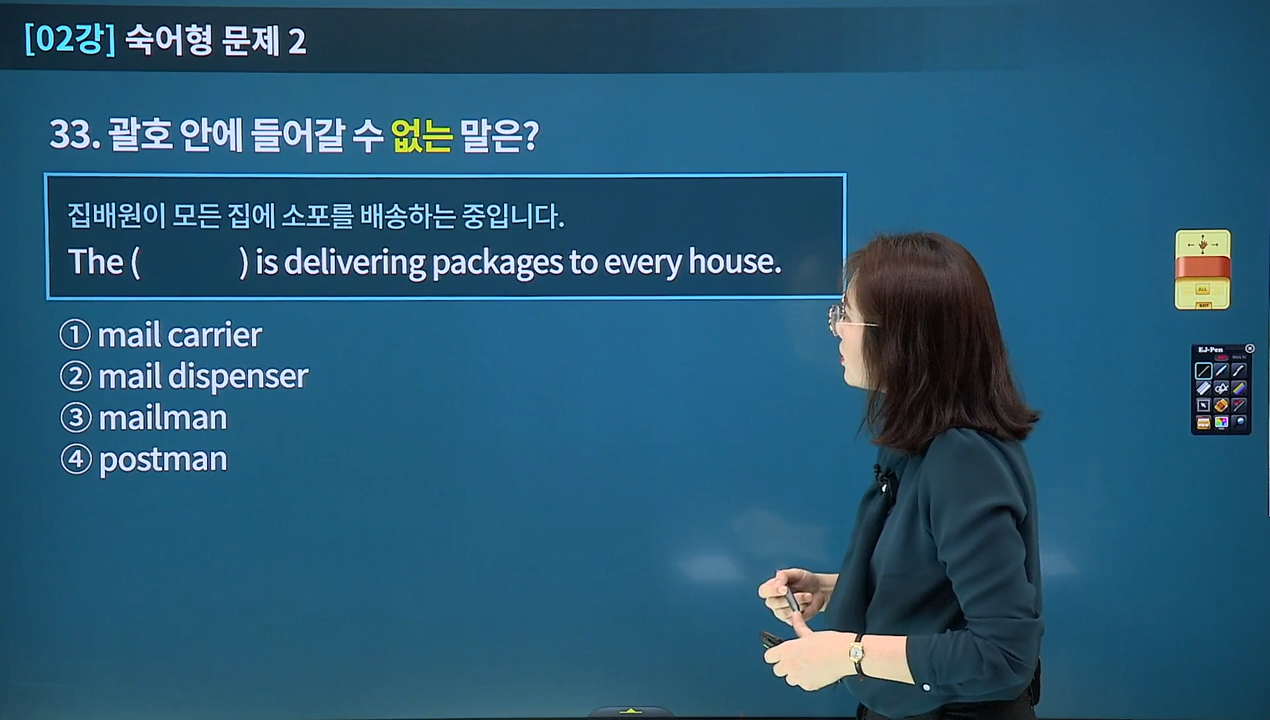 [02강] 숙어형 문제 2
33. 괄호 안에 들어갈 수 없는 말은?
집배원이 모든 집에 소포를 배송하는 중입니다.
The ( ) is delivering packages to every house.
① mail carrier
② mail dispenser
③ mailman
④ postman
ALL
EJ-Pen